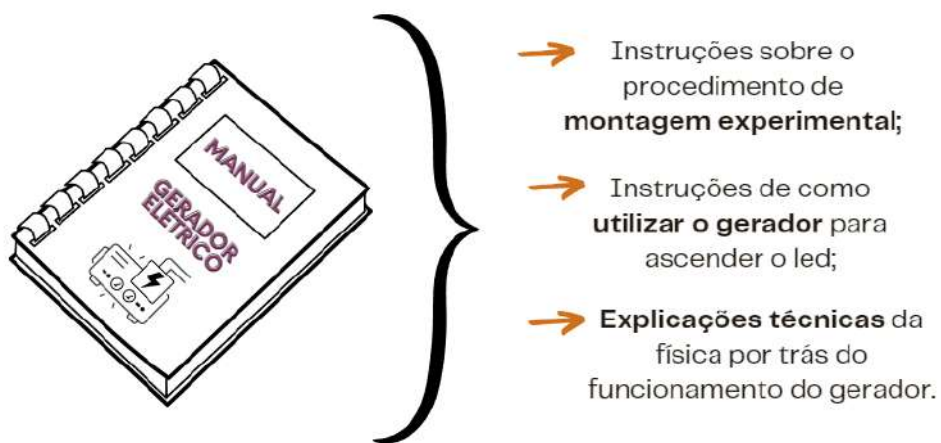 MANUAL
GERADOR
ELETRICO
Instruções sobre o
procedimento de
montagem experimental;
Instruções de como
utilizar o gerador para
ascender o led;
Explicações técnicas da
física por trás do
funcionamento do gerador.